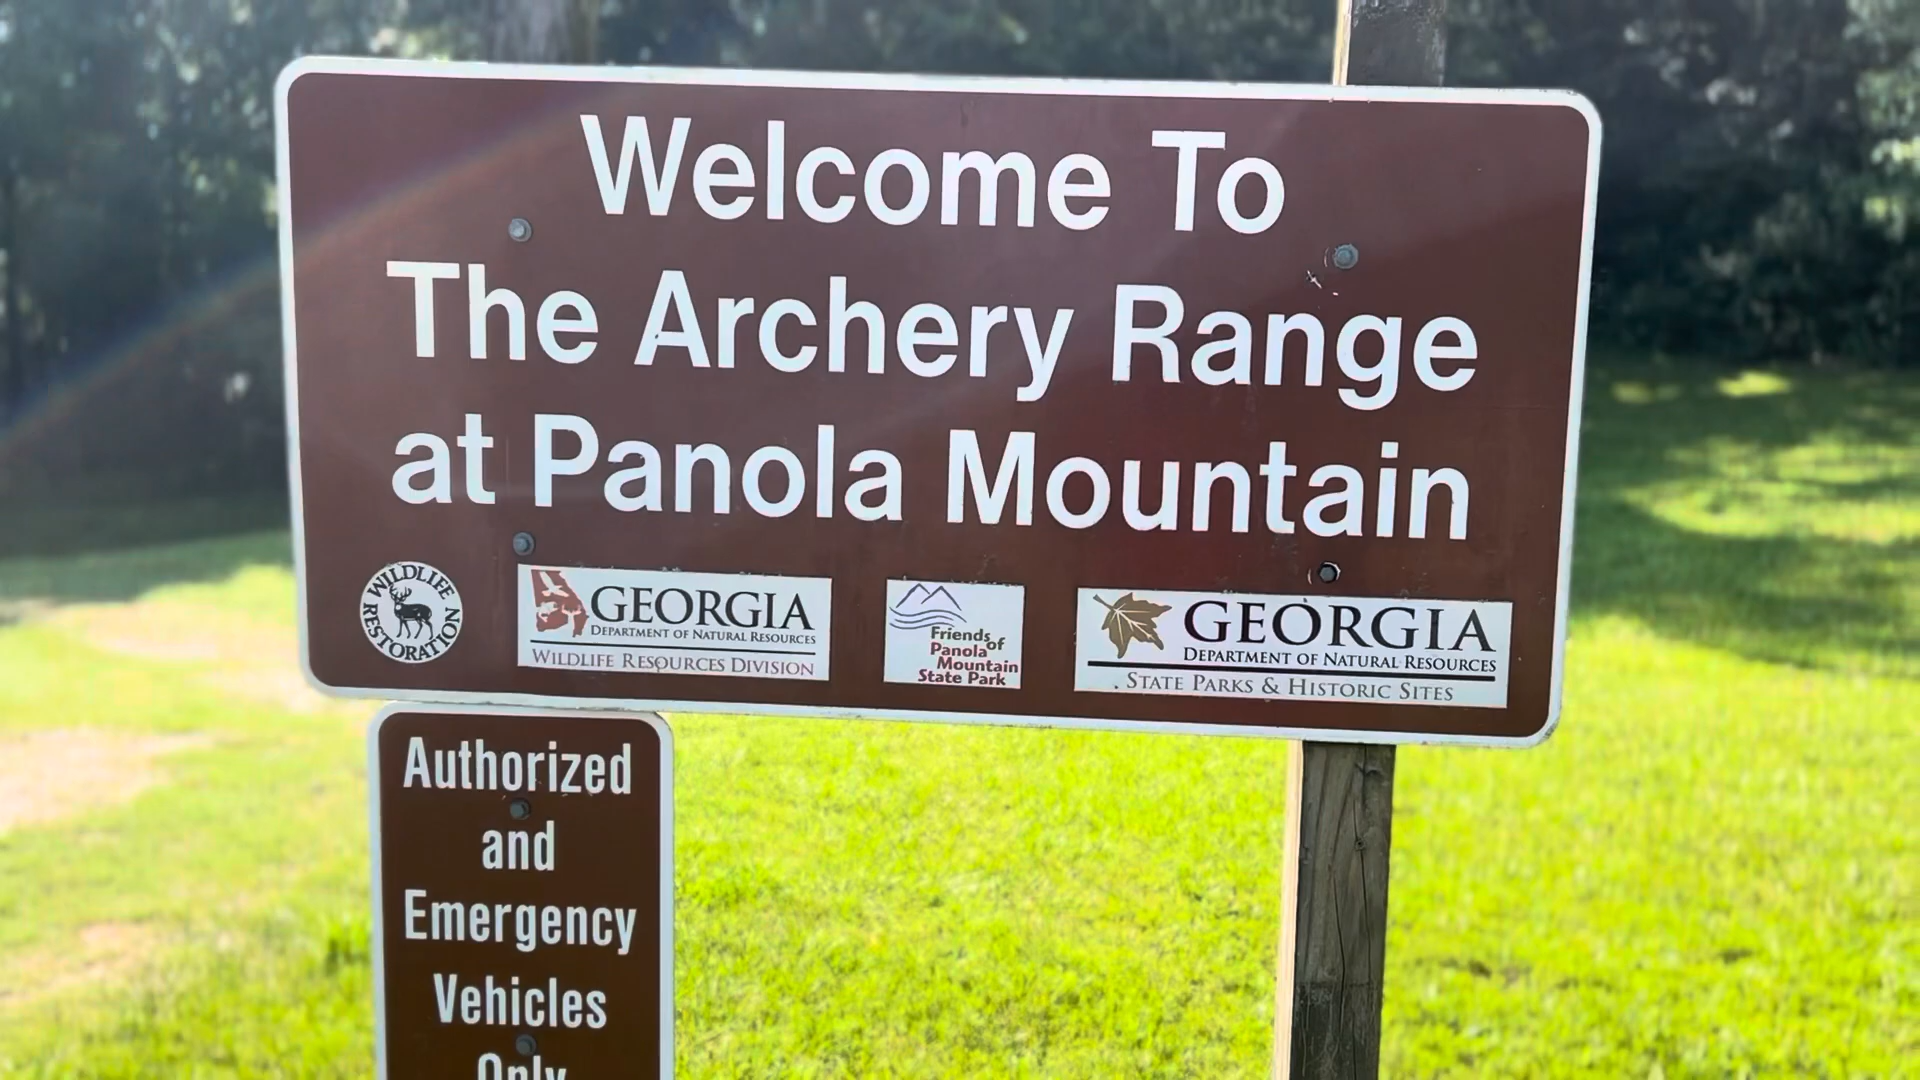 Welcome To
The Archery Range
at Panola Mountain
WILDLIFE
RESTORATION
GEORGIA
DEPARTMENT OF NATURAL RESOURCES
WILDLIFE RESOURCES DIVISION
Friends of
Panola
Mountain
State Park
GEORGIA
DEPARTMENT OF NATURAL RESOURCES
STATE PARKS & HISTORIC SITES
Authorized
and
Emergency
Vehicles
Only